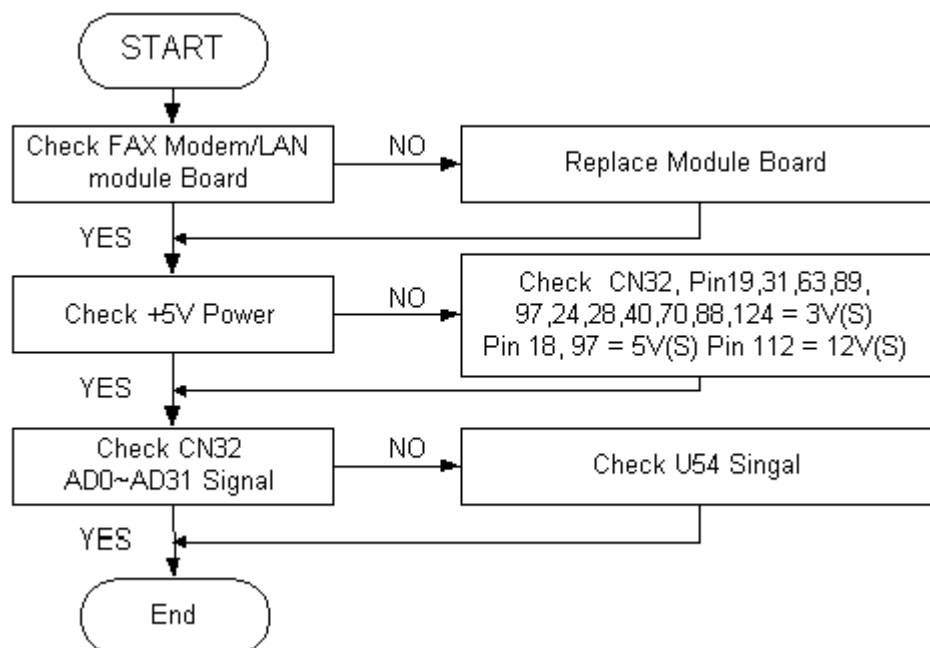 START
Check FAX Modem/LAN
module Board
NO
Replace Module Board
YES
Check +5V Power
NO
Check CN32, Pin19,31,63,89,
97,24,28,40,70,88,124 = 3V(S)
Pin 18, 97 = 5V(S) Pin 112 = 12V(S)
YES
Check CN32
AD0~AD31 Signal
NO
Check U54 Singal
YES
End